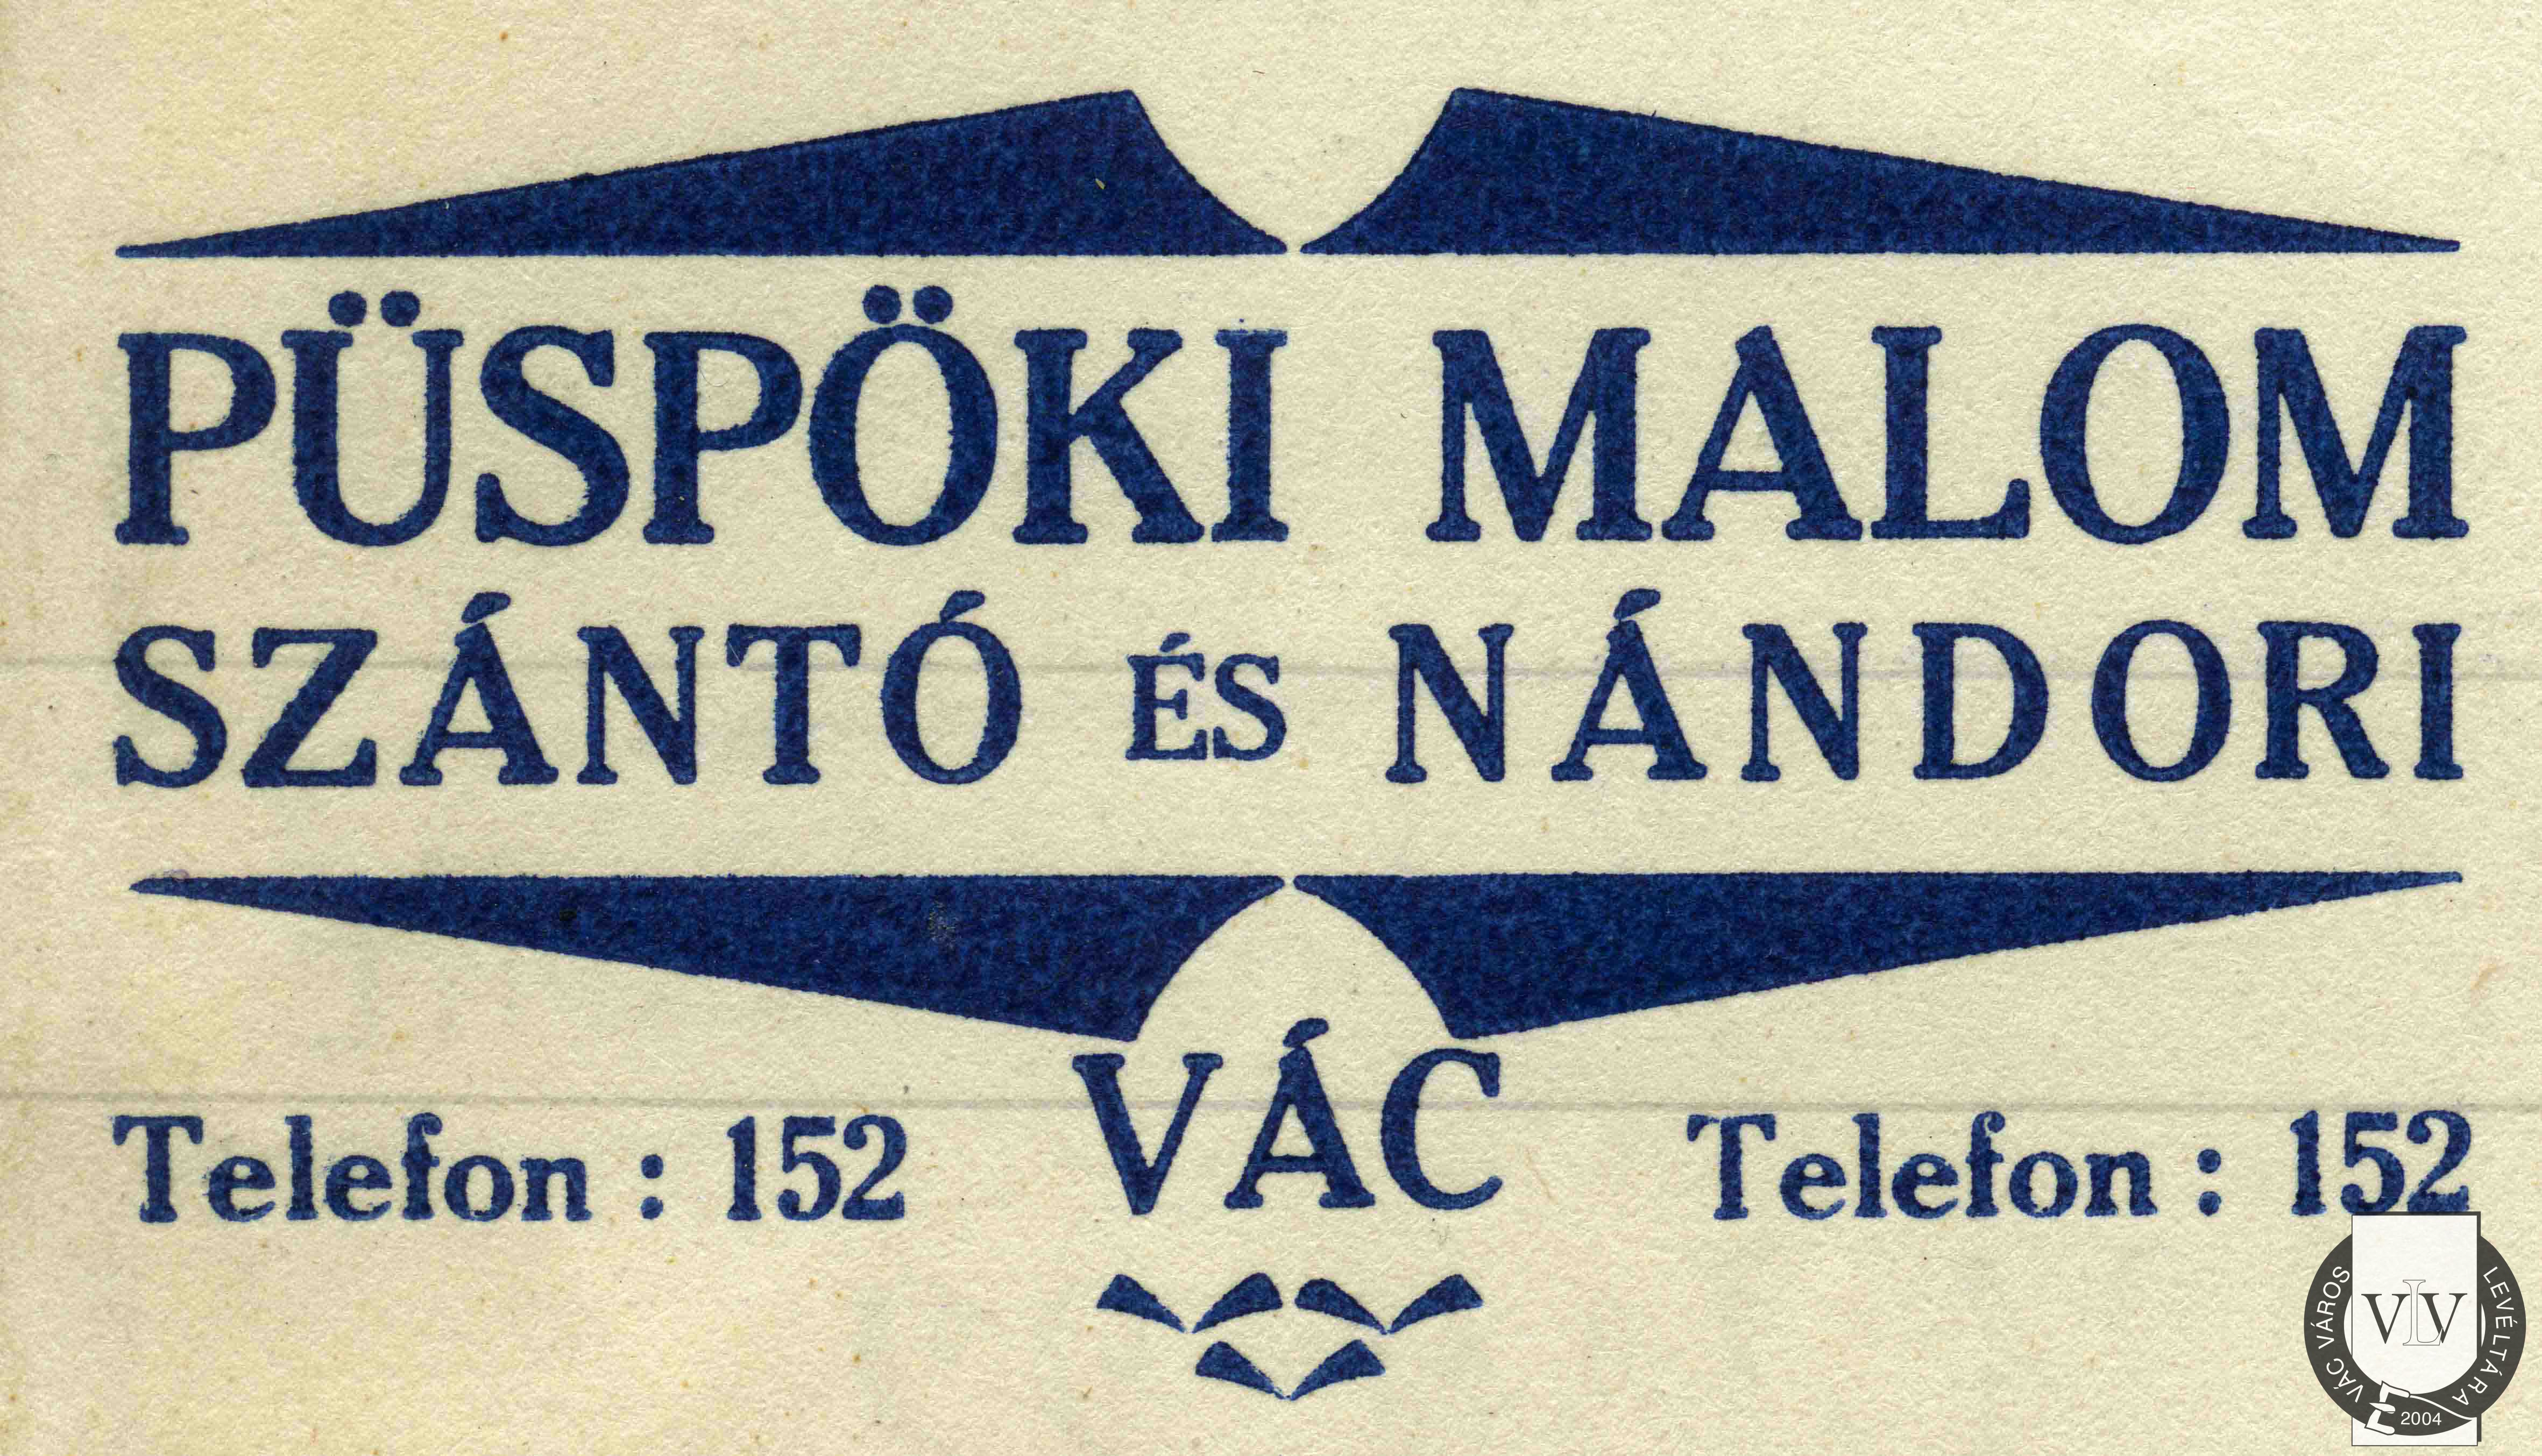 PÜSPÖKI MALOM
SZÁNTÓ ÉS NÁNDORI
VÁC
Telefon : 152 Telefon : 152
VÁC VÁROS LEVÉLTÁRA
VLV
2004